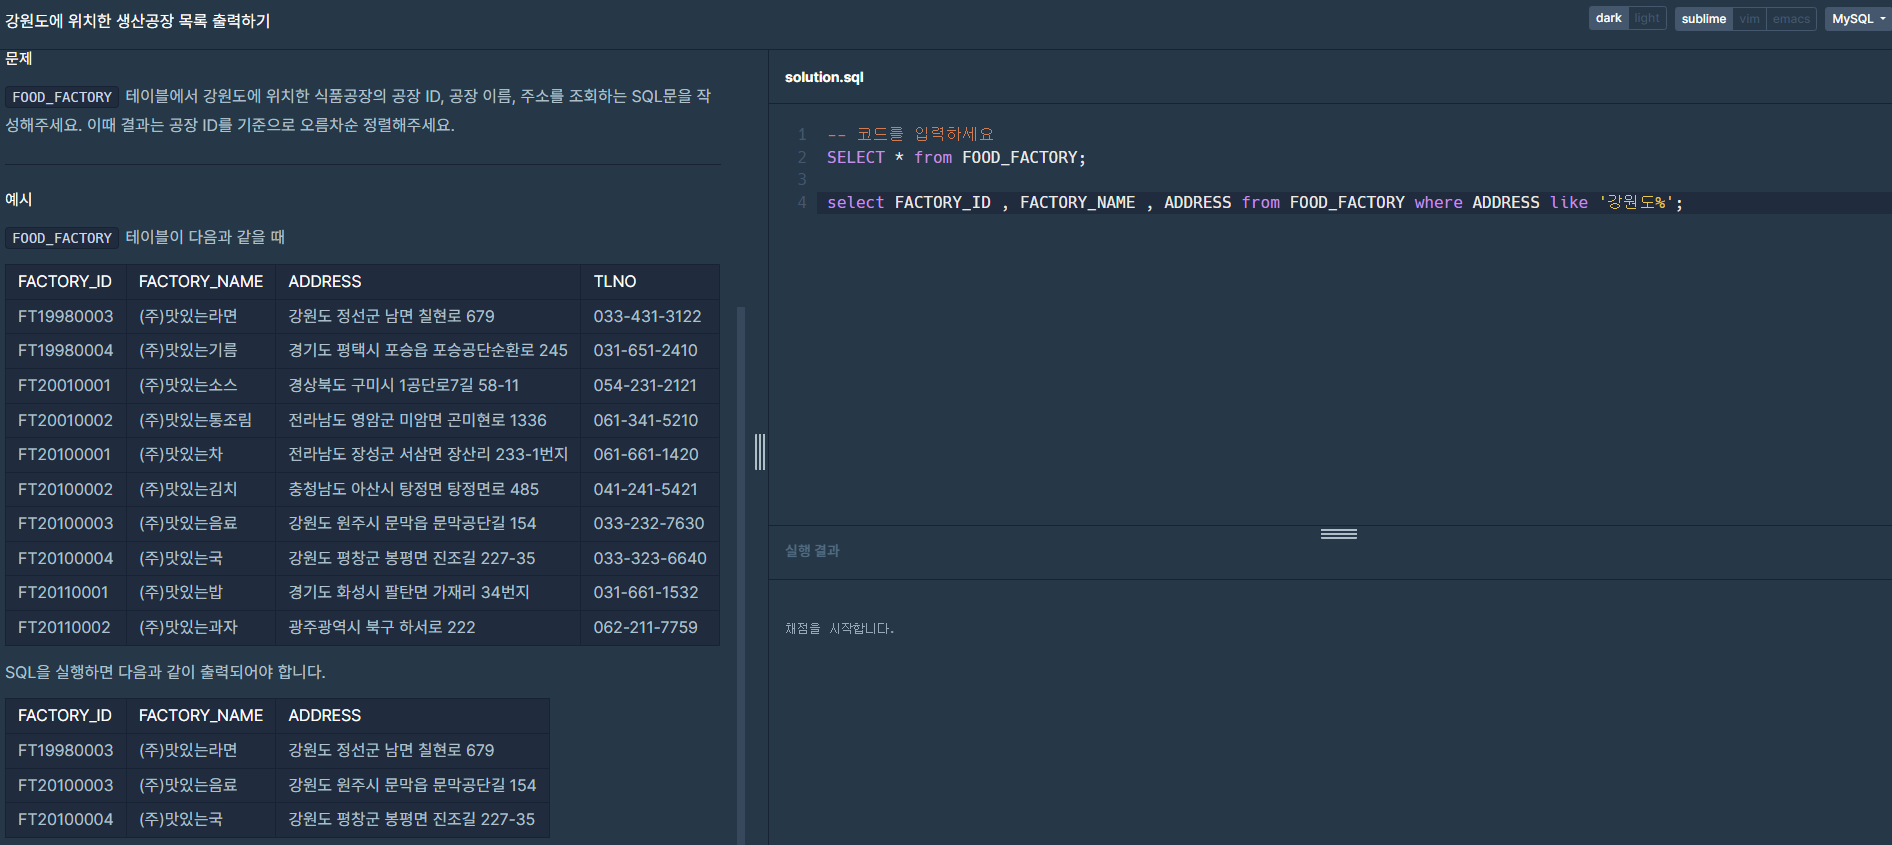 강원도에 위치한 생산공장 목록 출력하기
dark light sublime vim emacs MySQL
문제
FOOD_FACTORY 테이블에서 강원도에 위치한 식품공장의 공장 ID, 공장 이름, 주소를 조회하는 SQL문을 작
성해주세요. 이때 결과는 공장 ID를 기준으로 오름차순 정렬해주세요.
예시
FOOD_FACTORY 테이블이 다음과 같을 때
FACTORY_ID FACTORY_NAME ADDRESS TLNO
FT19980003 (주)맛있는라면 강원도 정선군 남면 칠현로 679 033-431-3122
FT19980004 (주)맛있는기름 경기도 평택시 포승읍 포승공단순환로 245 031-651-2410
FT20010001 (주)맛있는소스 경상북도 구미시 1공단로7길 58-11 054-231-2121
FT20010002 (주)맛있는통조림 전라남도 영암군 미암면 곤미현로 1336 061-341-5210
FT20100001 (주)맛있는차 전라남도 장성군 서삼면 장산리 233-1번지 061-661-1420
FT20100002 (주)맛있는김치 충청남도 아산시 탕정면 탕정면로 485 041-241-5421
FT20100003 (주)맛있는음료 강원도 원주시 문막읍 문막공단길 154 033-232-7630
FT20100004 (주)맛있는국 강원도 평창군 봉평면 진조길 227-35 033-323-6640
FT20110001 (주)맛있는밥 경기도 화성시 팔탄면 가재리 34번지 031-661-1532
FT20110002 (주)맛있는과자 광주광역시 북구 하서로 222 062-211-7759
SQL을 실행하면 다음과 같이 출력되어야 합니다.
FACTORY_ID FACTORY_NAME ADDRESS
FT19980003 (주)맛있는라면 강원도 정선군 남면 칠현로 679
FT20100003 (주)맛있는음료 강원도 원주시 문막읍 문막공단길 154
FT20100004 (주)맛있는국 강원도 평창군 봉평면 진조길 227-35
solution.sql
1 -- 코드를 입력하세요
2 SELECT * from FOOD_FACTORY;
3
4 select FACTORY_ID , FACTORY_NAME , ADDRESS from FOOD_FACTORY where ADDRESS like '강원도%';
실행 결과
채점을 시작합니다.